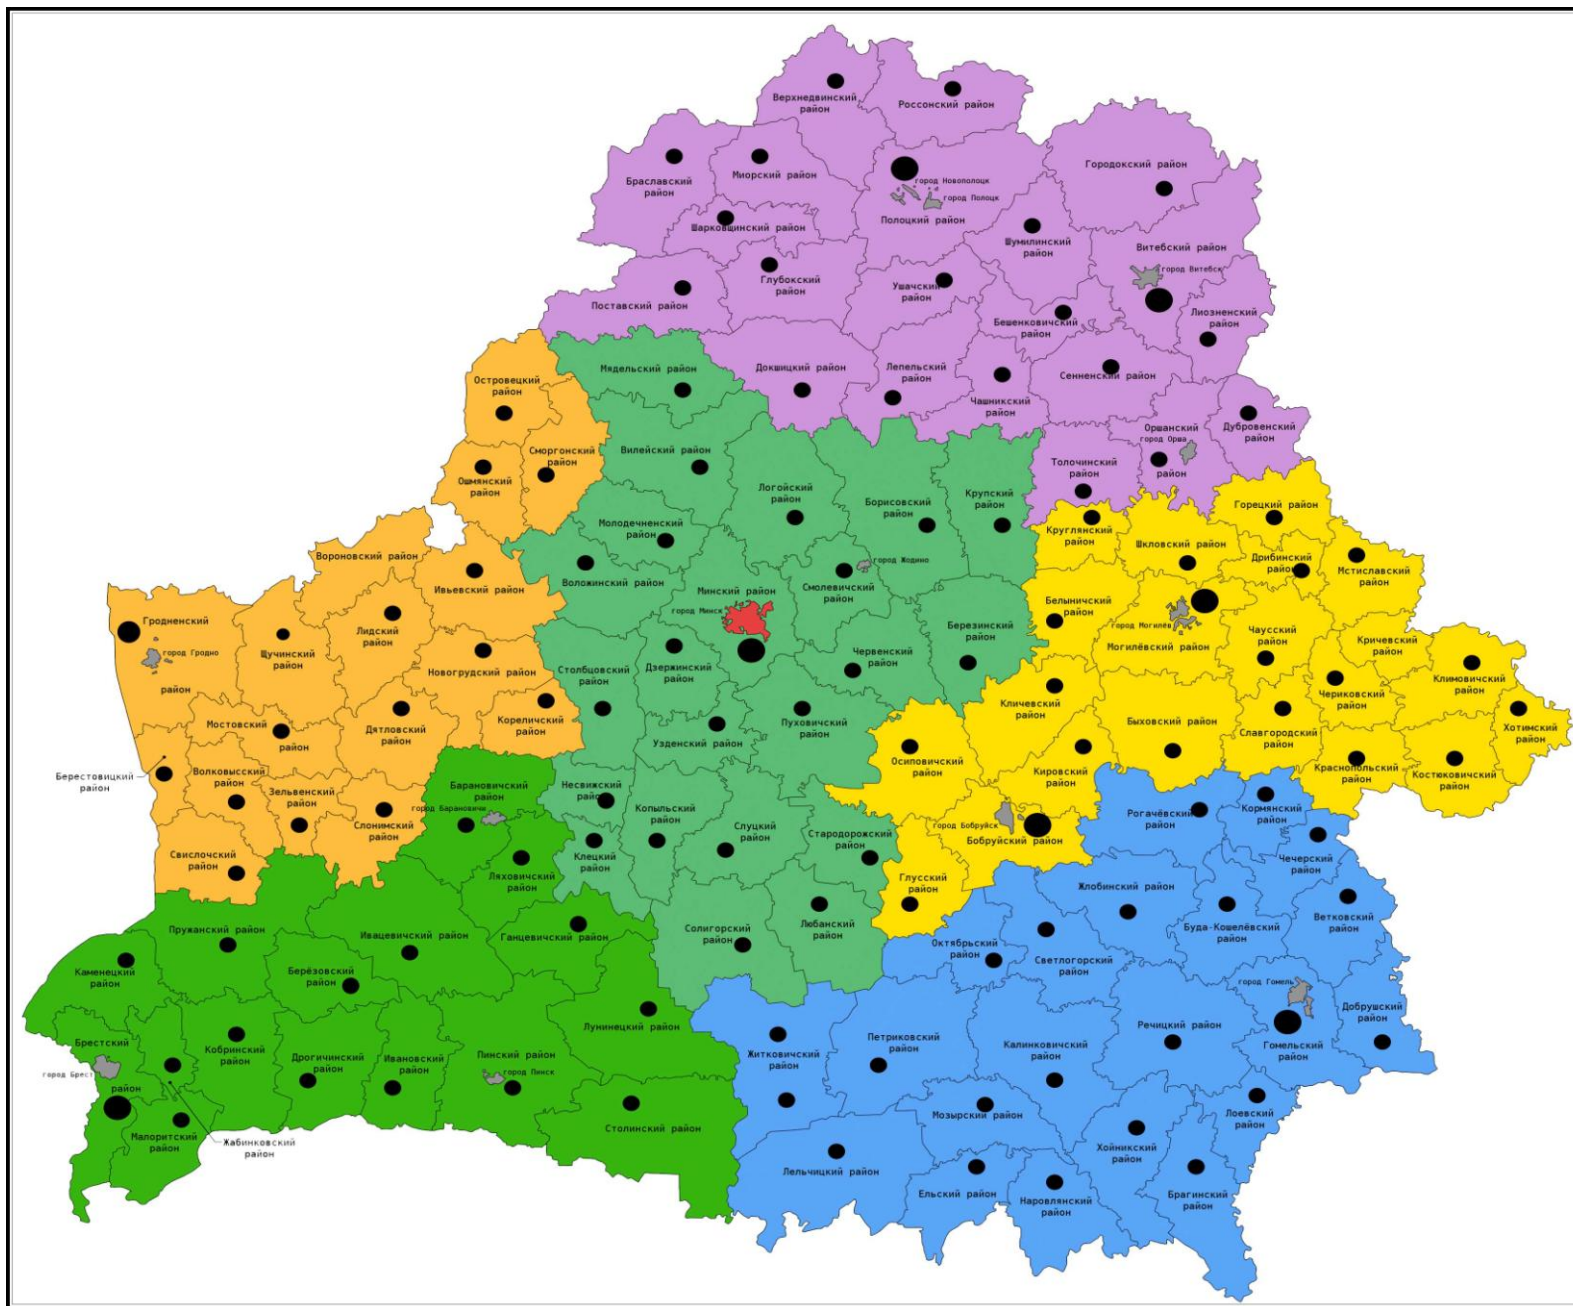 Верхнедвинский
район
Россонский район
Городокский район
Браславский
район
Миорский район
город Новополоцк
город Полоцк
Полоцкий район
Шарковщинский район
Шумилинский
район
Витебский район
город Витебск
Глубокский
район
Ушачский
район
Поставский район
Лиозненский
район
Бешенковичский
район
Докшицкий район
Лепельский
район
Чашникский
район
Сенненский район
Мядельский район
Островецкий
район
Оршанский
город Орша
район
Дубровенский
район
Толочинский
район
Сморгонский
район
Ошмянский
район
Вилейский район
Логойский
район
Борисовский
район
Крупский
район
Горецкий район
Круглянский
район
Шкловский район
Дрибинский
район
Мстиславский
район
Молодечненский
район
Вороновский район
Ивьевский район
Воложинский район
город Жодино
Смолевичский
район
Минский район
город Минск
Белыничский
район
город Могилёв
Могилёвский район
Чаусский
район
Кричевский
район
Климовичский
район
Гродненский
город Гродно
район
Щучинский
район
Лидский
район
Новогрудский район
Столбцовский
район
Дзержинский
район
Червенский
район
Березинский
район
Кличевский
район
Чериковский
район
Хотимский
район
Мостовский
район
Дятловский
район
Кореличский
район
Узденский район
Пуховичский
район
Быховский район
Славгородский
район
Осиповичский
район
Кировский
район
Краснопольский
район
Костюковичский
район
Берестовицкий
район
Волковысский
район
Зельвенский
район
Слонимский
район
Свислочский
район
Барановичский
район
город Барановичи
Несвижский
район
Копыльский
район
Слуцкий
район
Стародорожский
район
город Бобруйск
Бобруйский район
Рогачёвский
район
Кормянский
район
Чечерский
район
Клецкий
район
Ляховичский
район
Глусский
район
Жлобинский район
Буда-Кошелёвский
район
Ветковский
район
Пружанский район
Ивацевичский район
Ганцевичский район
Солигорский
район
Любанский
район
Октябрьский
район
Светлогорский
район
Каменецкий
район
Берёзовский
район
Лунинецкий район
город Гомель
Гомельский
район
Добрушский
район
Речицкий район
Брестский
город Брест
район
Кобринский
район
Дрогичинский
район
Ивановский
район
Пинский район
город Пинск
Житковичский
район
Петриковский
район
Калинковичский
район
Малоритский
район
Жабинковский
район
Столинский район
Мозырский район
Лоевский
район
Хойникский
район
Лельчицкий район
Ельский район
Наровлянский
район
Брагинский
район